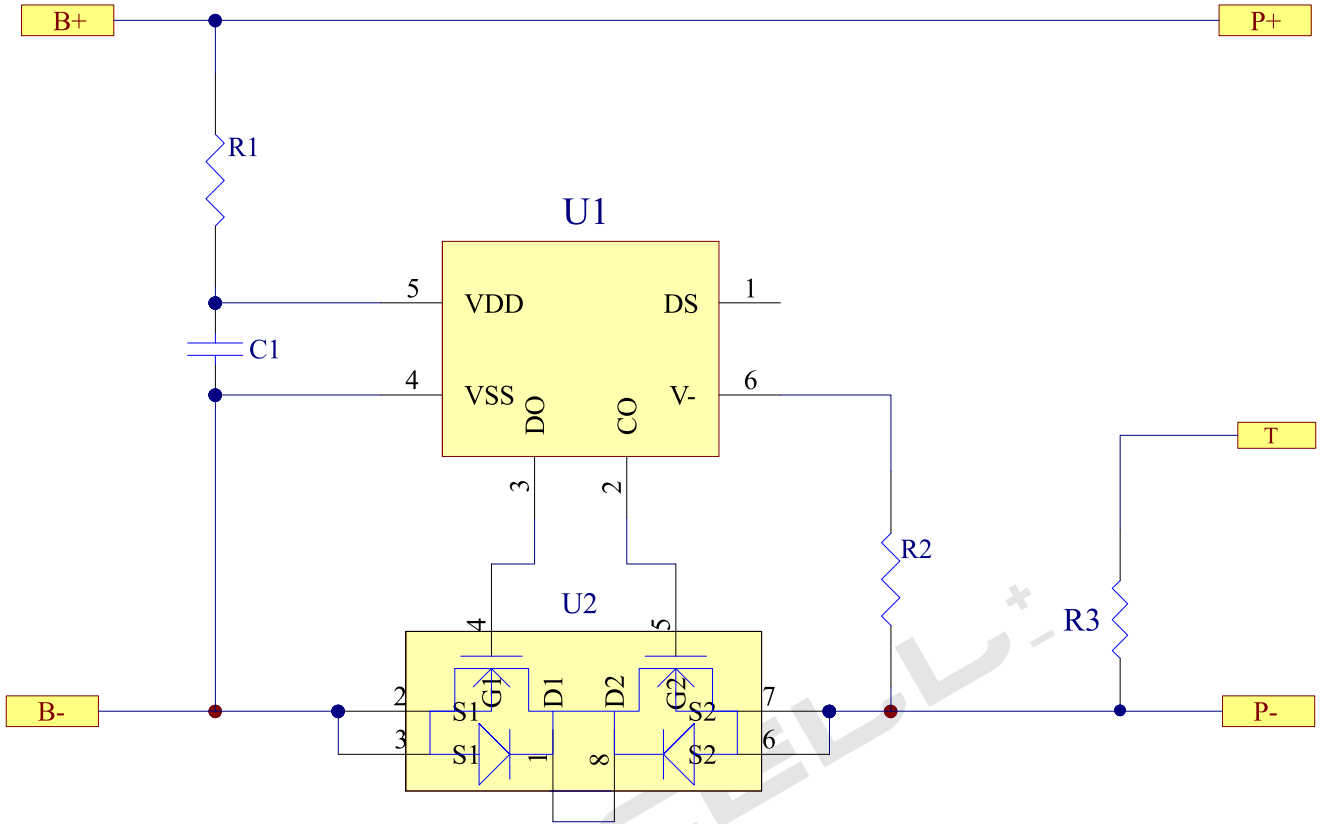 B+
P+
R1
U1
5
VDD
DS
1
C1
4
VSS
DO
CO
V-
6
T
3
2
R2
U2
R3
4
5
B-
2
S1
G1
D1
D2
G2
S2
7
P-
3
S1
1
8
S2
6